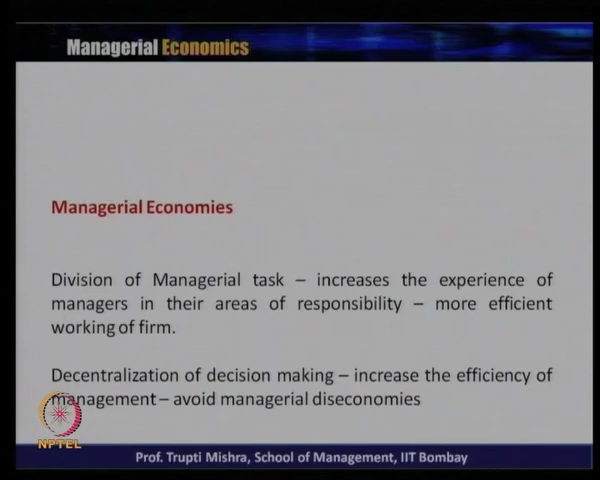 Managerial Economics
Managerial Economies
Division of Managerial task – increases the experience of
managers in their areas of responsibility – more efficient
working of firm.
Decentralization of decision making – increase the efficiency of
management – avoid managerial diseconomies
NPTEL
Prof. Trupti Mishra, School of Management, IIT Bombay